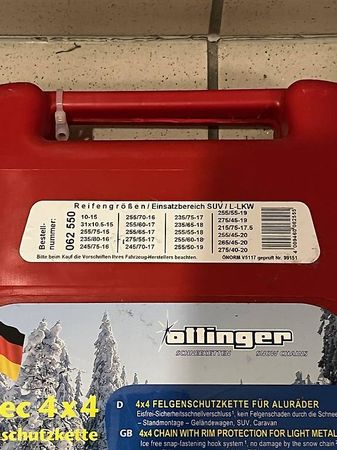 Reifengrößen / Einsatzbereich SUV / L-LKW
Bestell-
nummer:
062 550
10-15 255/70-16 235/75-17 255/55-19
31x10.5-15 255/60-17 235/65-18 275/45-19
255/75-15 255/65-17 255/55-18 215/75-17.5
235/80-16 275/55-17 255/60-18 265/45-20
245/75-16 245/70-17 255/50-19 265/45-20
275/40-20
Bitte beim Kauf die Vorschriften Ihres Fahrzeug-Herstellers beachten.
ÖNORM V5117 geprüft Nr. 99151
ottinger
SCHNEEKETTEN SNOW CHAINS
ec 4x4
schutzkette
D 4x4 FELGENSCHUTZKETTE FÜR ALURÄDER
Eisfrei-Sicherheitsschnellverschluss¹, kein Felgenschaden durch die Schnee
– Standmontage – Geländewagen, SUV, Caravan
GB 4x4 CHAIN WITH RIM PROTECTION FOR LIGHT METAL
Ice free snap-fastening hook system¹, no damage by the snow chain